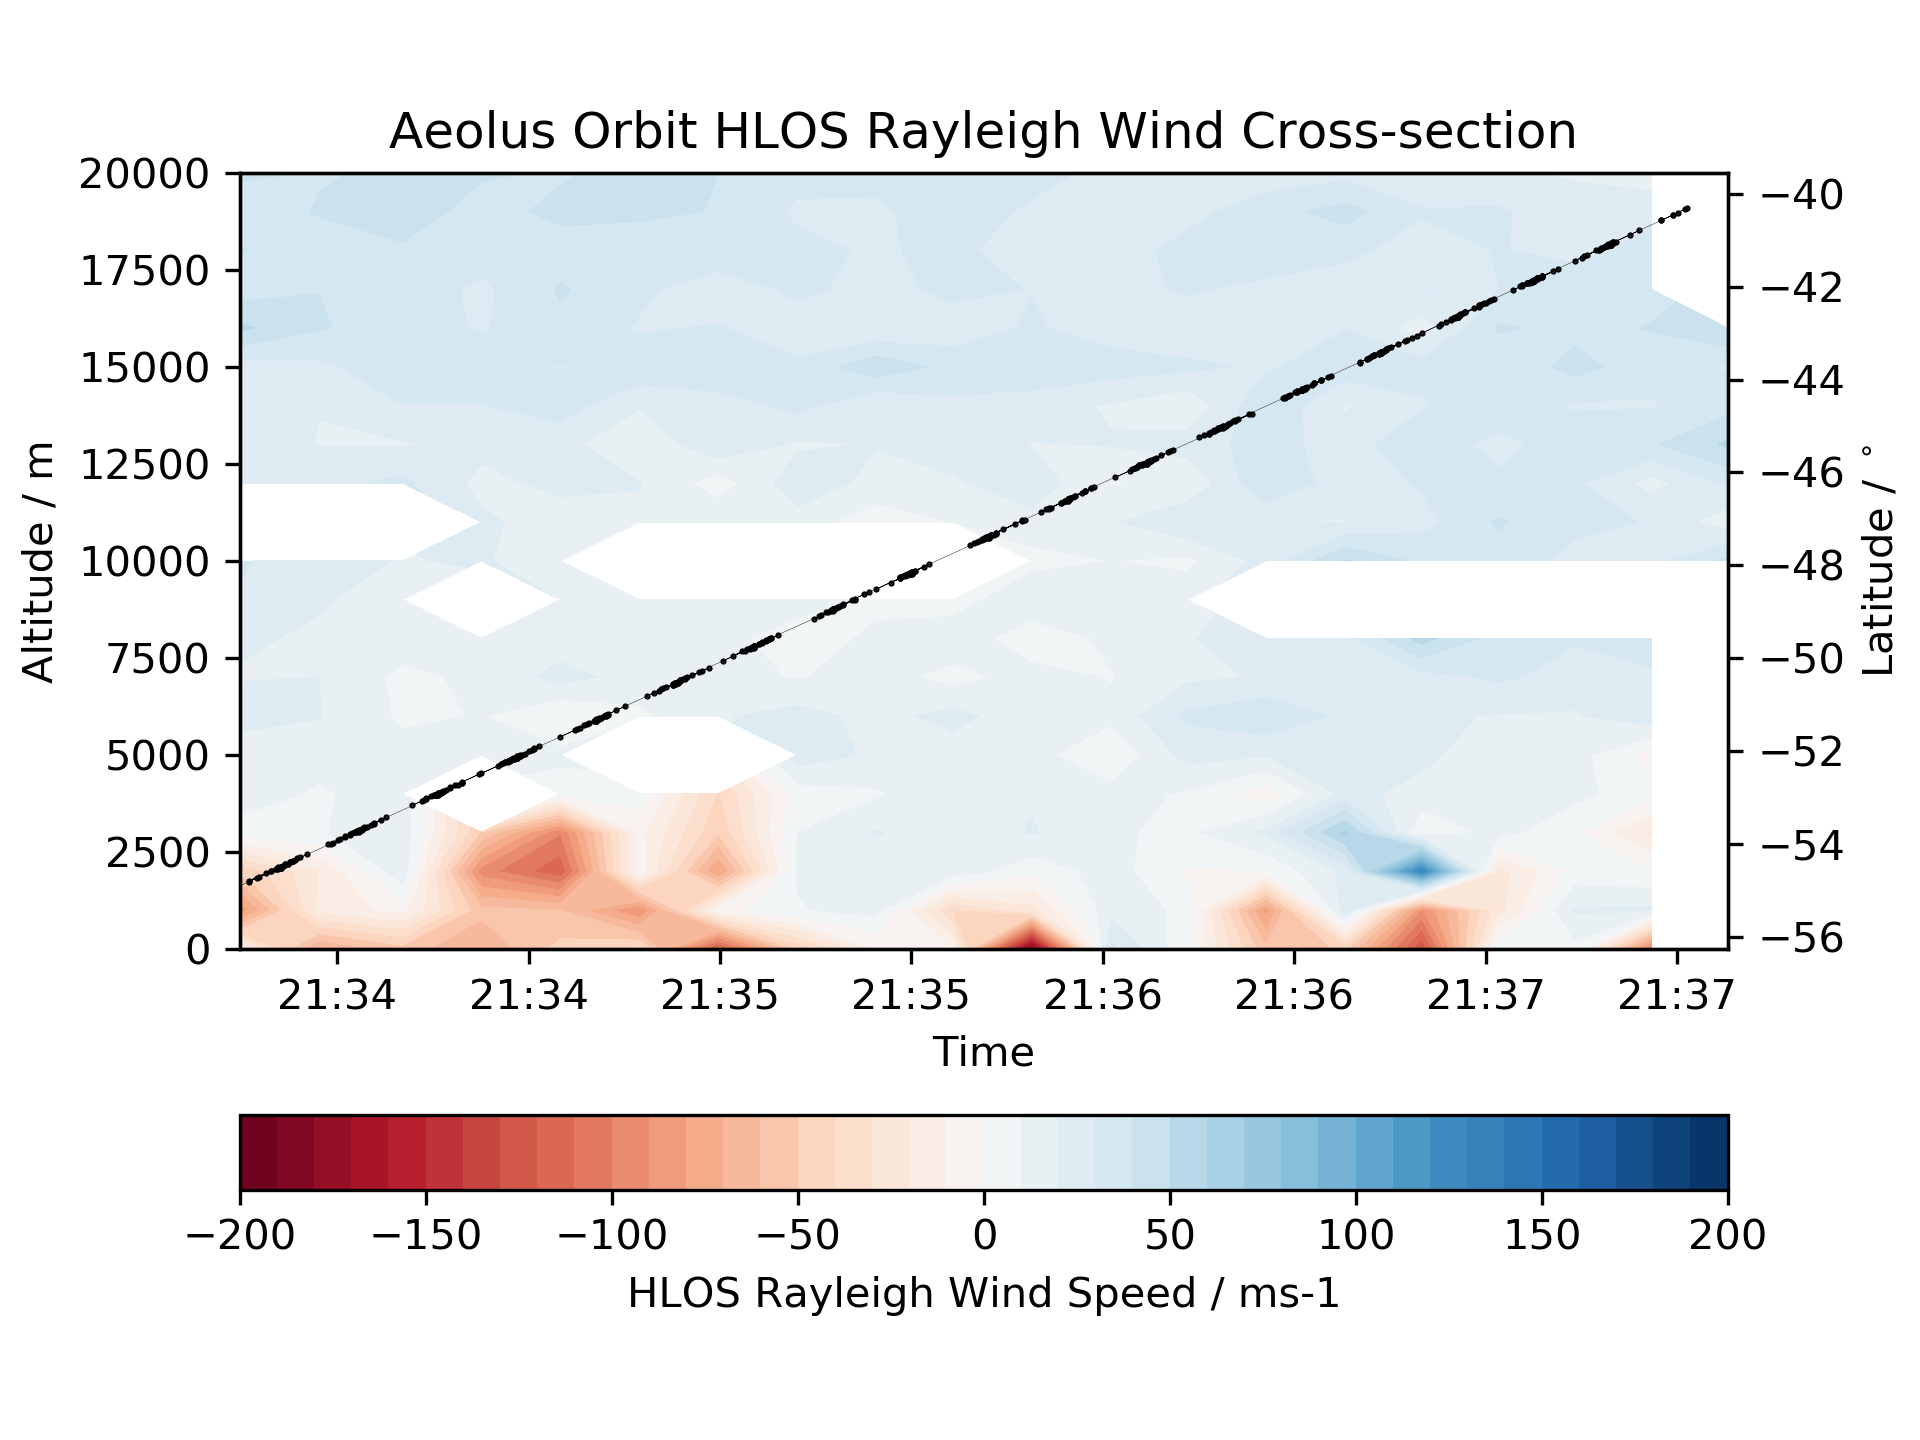 Aeolus Orbit HLOS Rayleigh Wind Cross-section
20000
17500
15000
12500
10000
7500
5000
2500
0
Altitude / m
−40
−42
−44
−46
−48
−50
−52
−54
−56
Latitude / °
21:34 21:34 21:35 21:35 21:36 21:36 21:37 21:37
Time
−200 −150 −100 −50 0 50 100 150 200
HLOS Rayleigh Wind Speed / ms-1